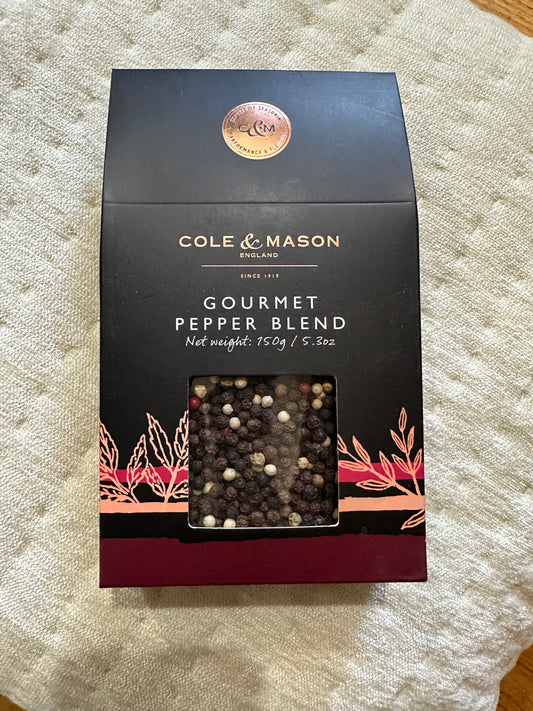 C&M
COLE & MASON
ENGLAND
SINCE 1919
GOURMET
PEPPER BLEND
Net weight: 150g / 5.3oz